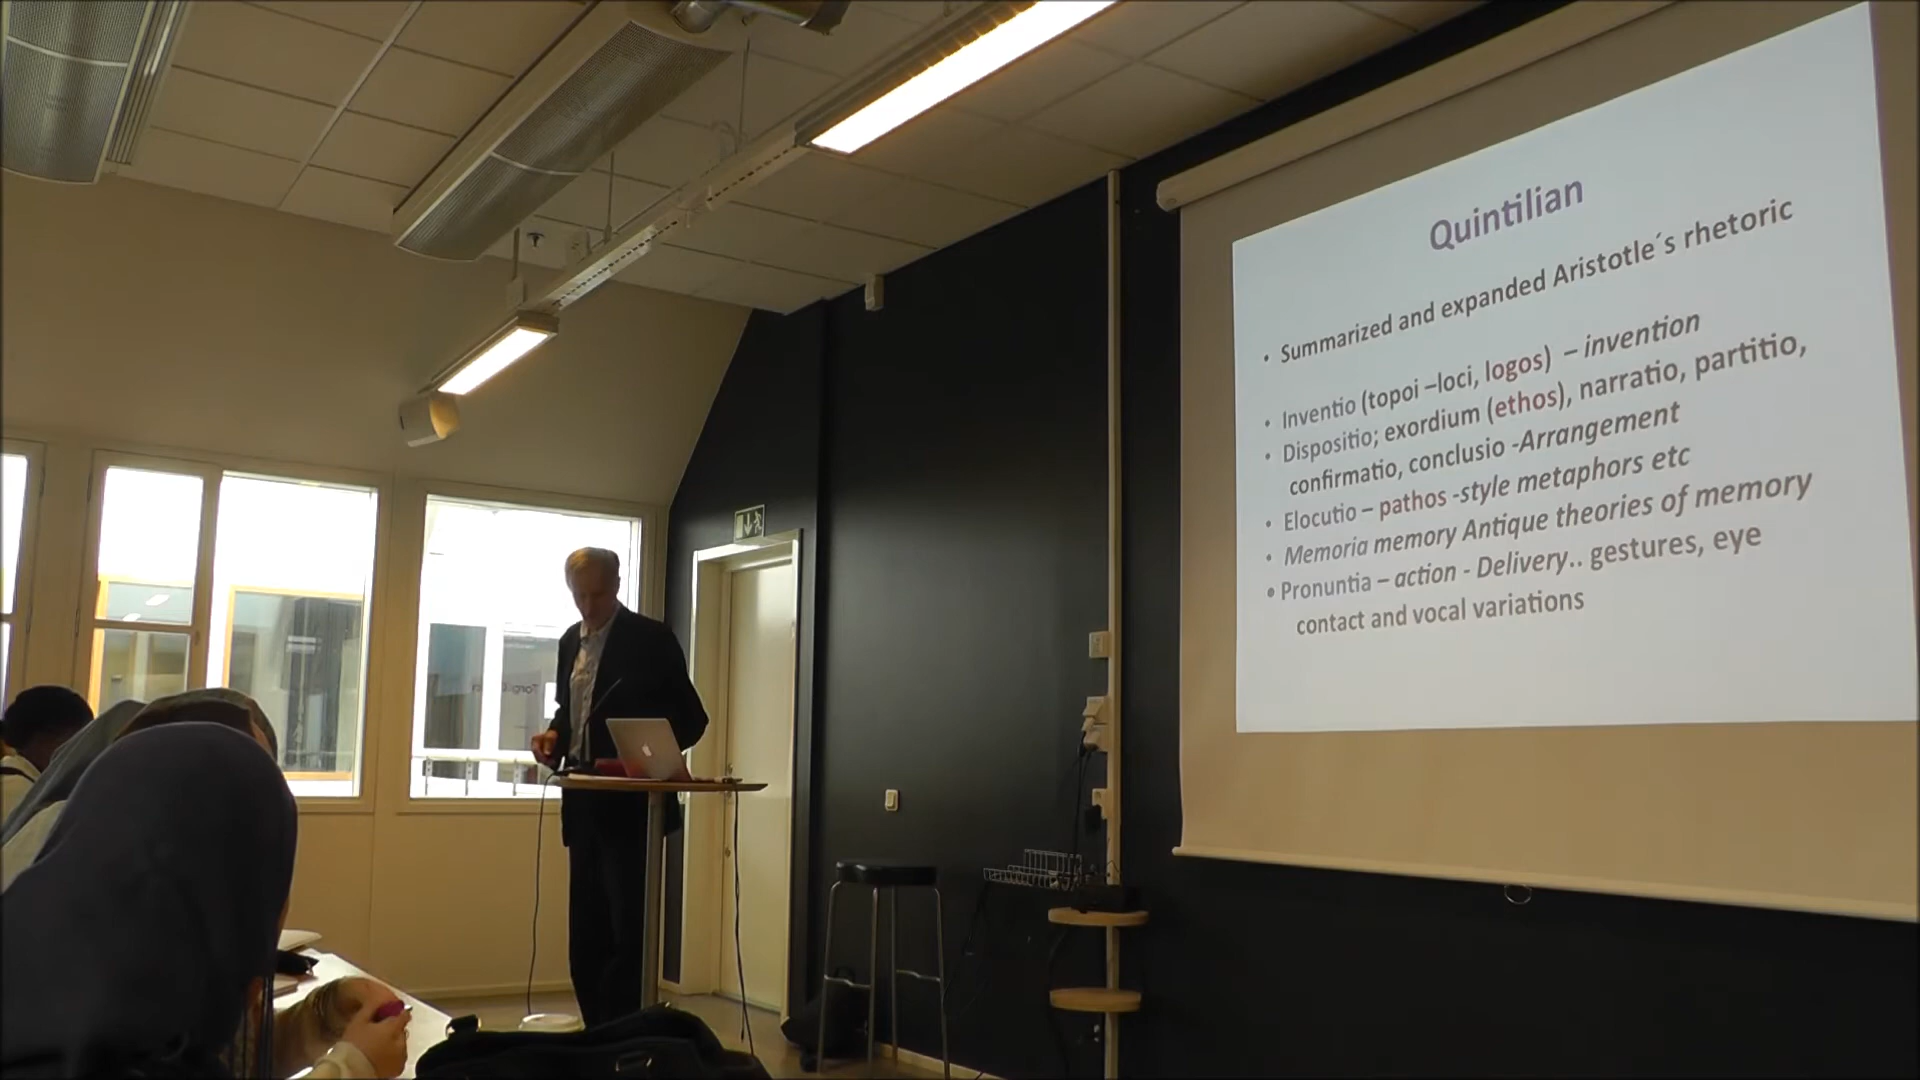 Quintilian
• Summarized and expanded Aristotle´s rhetoric
• Inventio (topoi –loci, logos) – invention
• Dispositio; exordium (ethos), narratio, partitio,
confirmatio, conclusio -Arrangement
• Elocutio – pathos -style metaphors etc
• Memoria memory Antique theories of memory
• Pronuntia – action - Delivery.. gestures, eye
contact and vocal variations